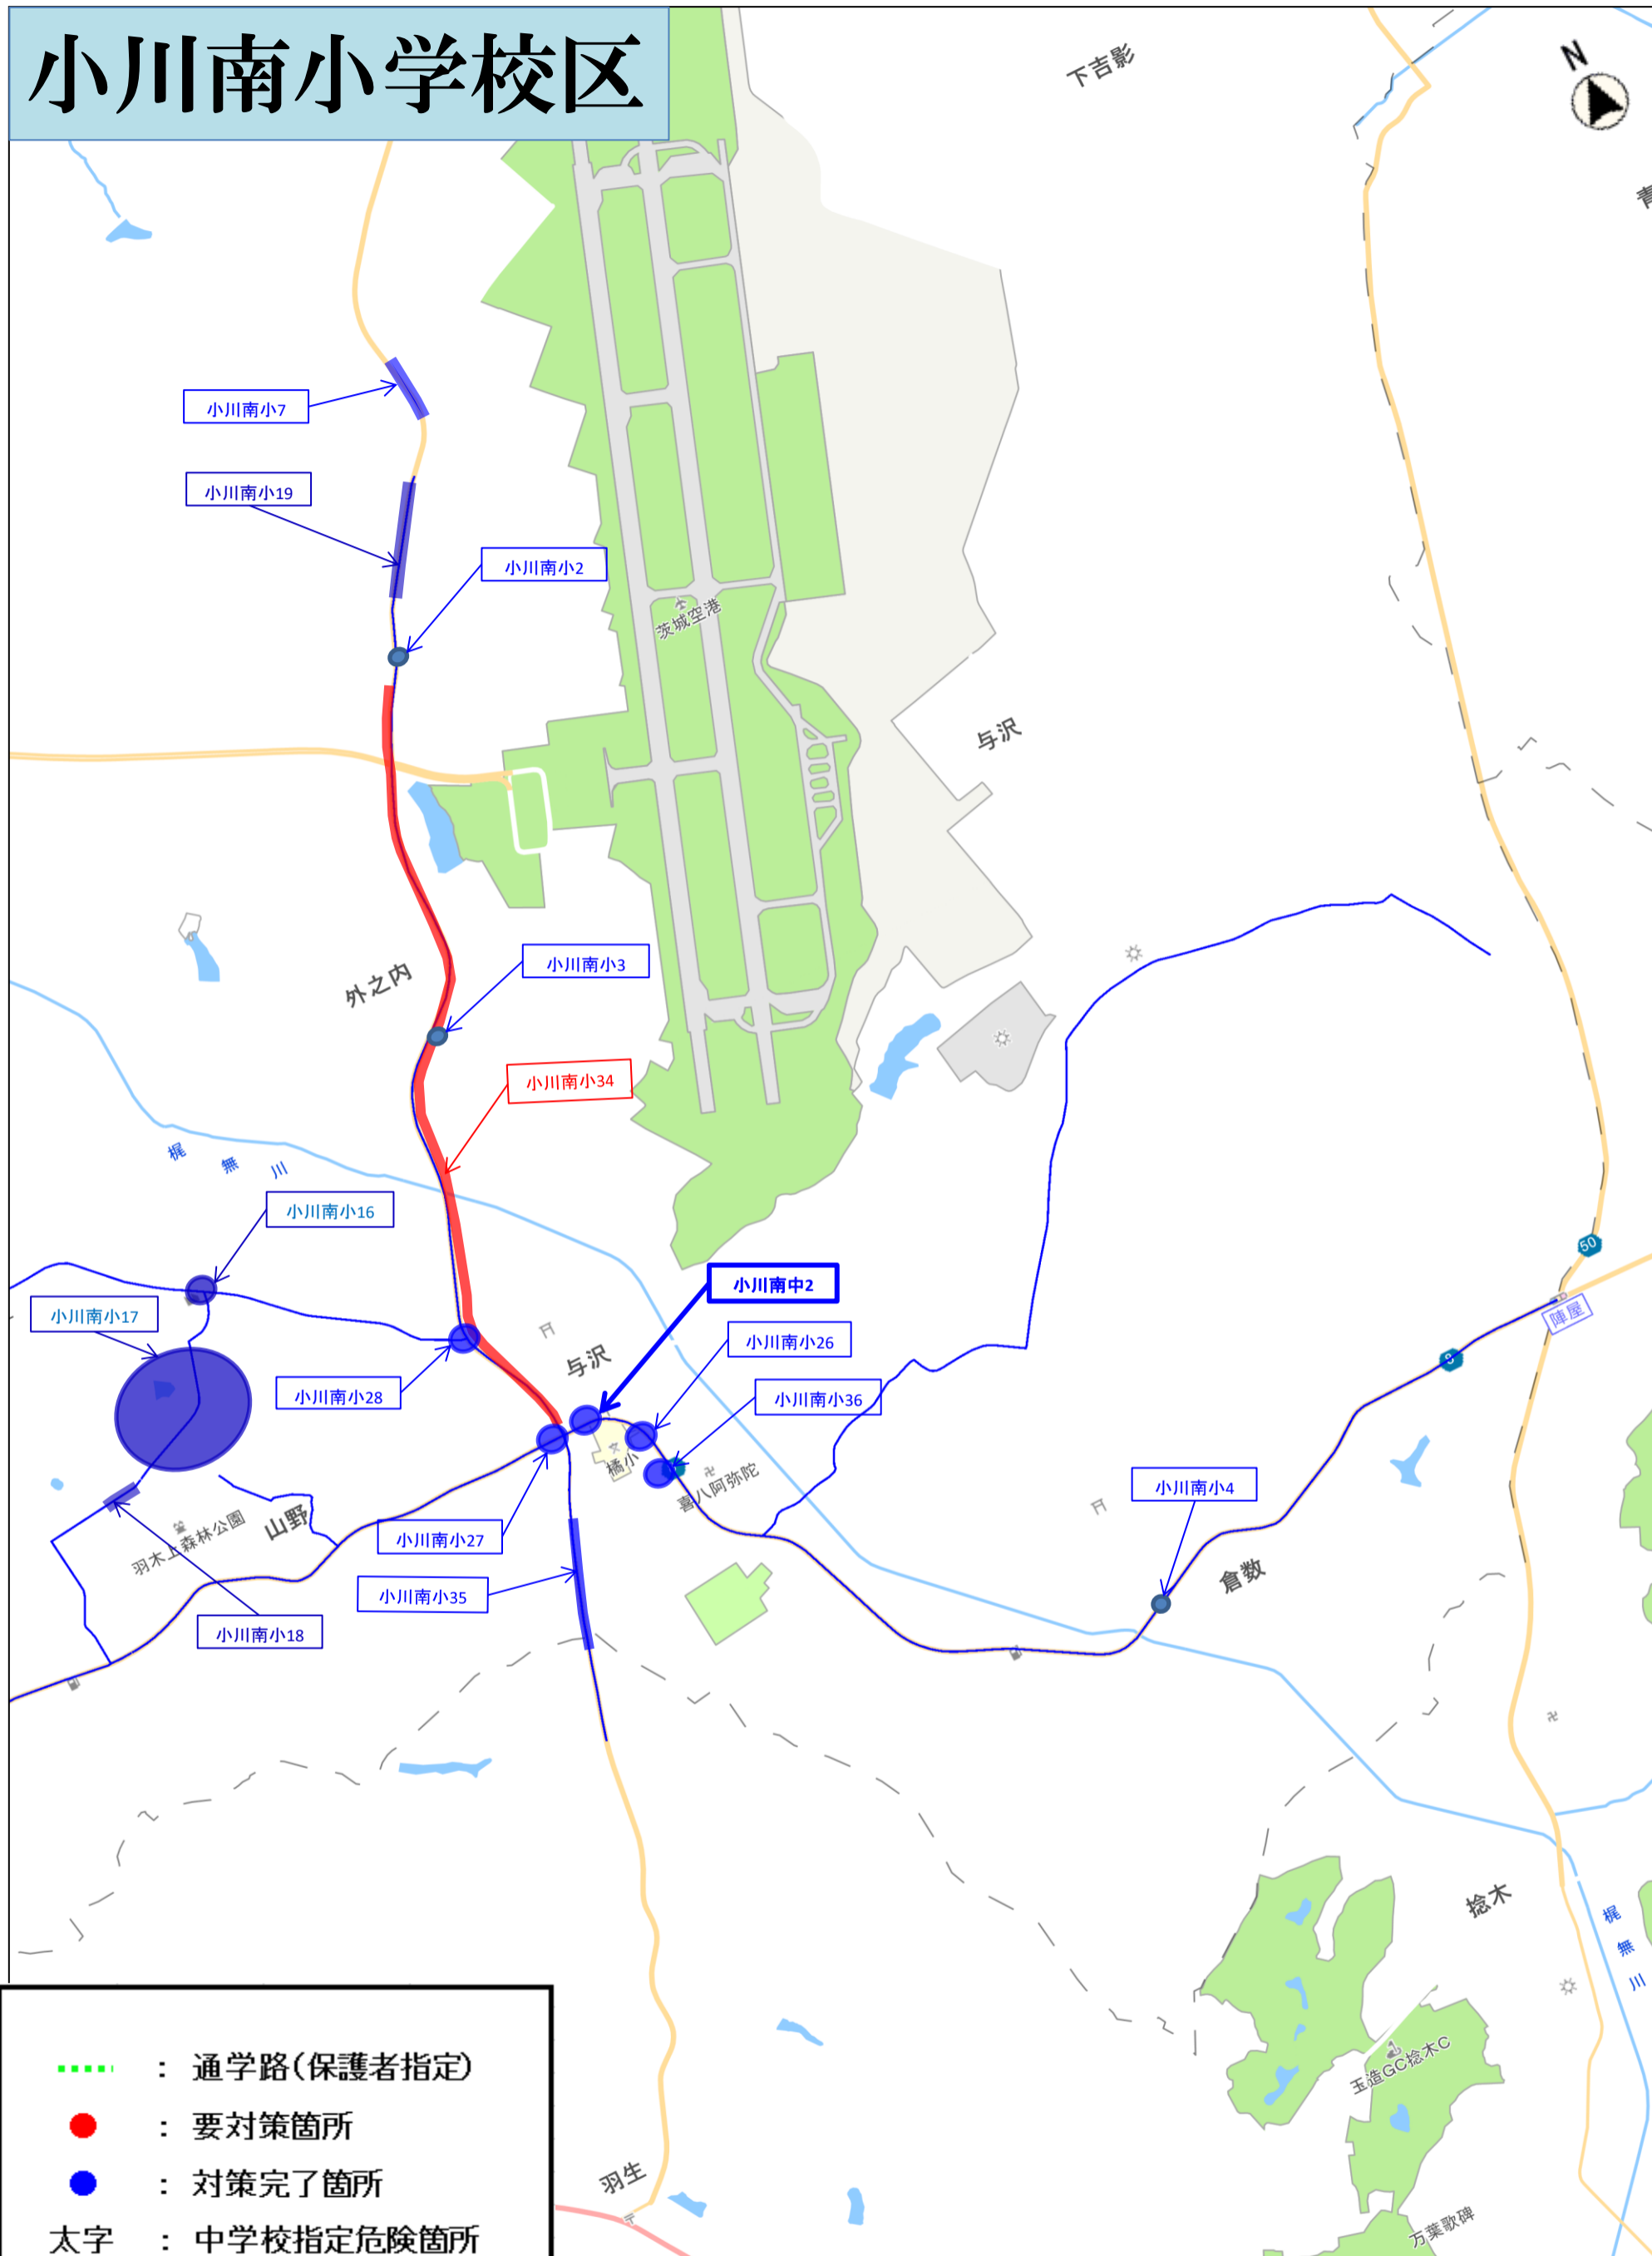 小川南小学校区
下吉影
N
青
小川南小7
小川南小19
小川南小2
茨城空港
与沢
小川南小3
外之内
小川南小34
梶無川
小川南小16
50
小川南中2
陣屋
小川南小17
小川南小26
与沢
8
小川南小36
小川南小28
文
橘小
喜八阿弥陀
小川南小4
山野
羽木上森林公園
小川南小27
倉数
小川南小35
小川南小18
捻木
梶無川
玉造GC捻木C
：通学路(保護者指定)
：要対策箇所
：対策完了箇所
羽生
太字：中学校指定危険箇所
万葉歌碑